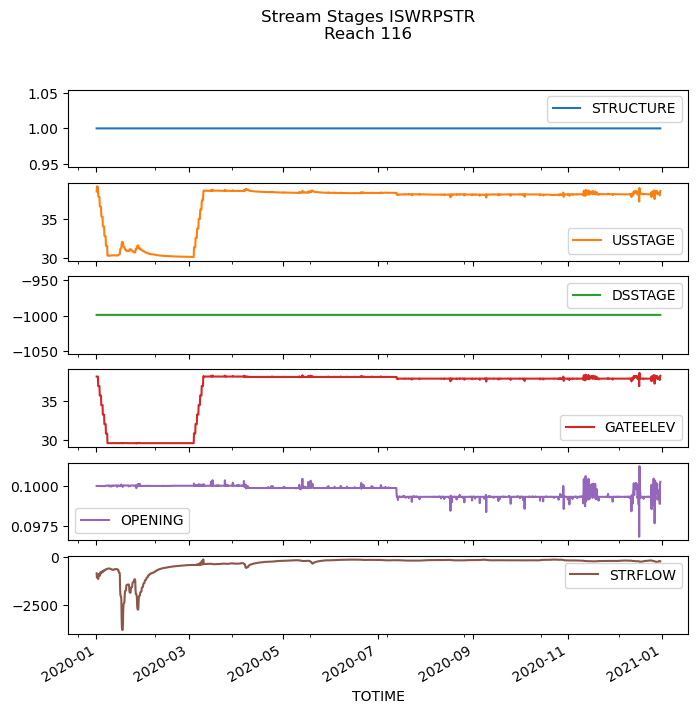 Stream Stages ISWRPSTR
Reach 116
1.05
1.00
0.95
STRUCTURE
35
30
USSTAGE
−950
−1000
−1050
DSSTAGE
35
30
GATEELEV
0.1000
0.0975
OPENING
0
−2500
STRFLOW
2020-01
2020-03
2020-05
2020-07
2020-09
2020-11
2021-01
TOTIME